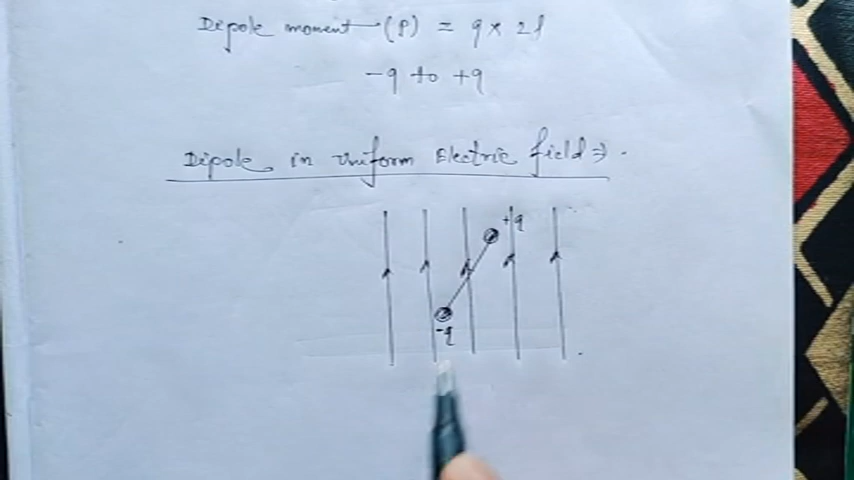 Dipole moment—(P) = q × 2l
-q to +q
Dipole in Uniform Electric field ⇒.
+q
-q